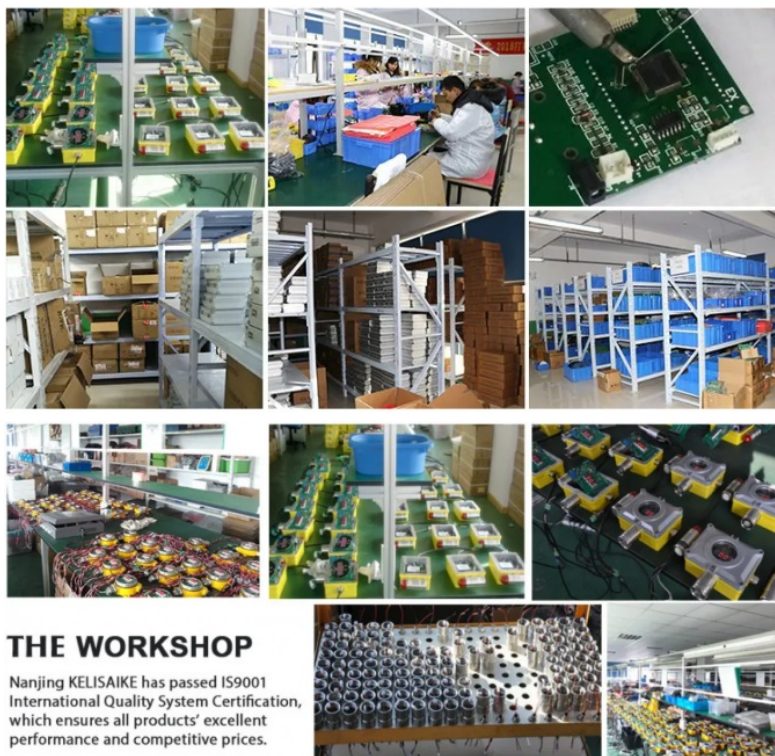 EX
THE WORKSHOP
Nanjing KELISAIKE has passed IS9001
International Quality System Certification,
which ensures all products' excellent
performance and competitive prices.